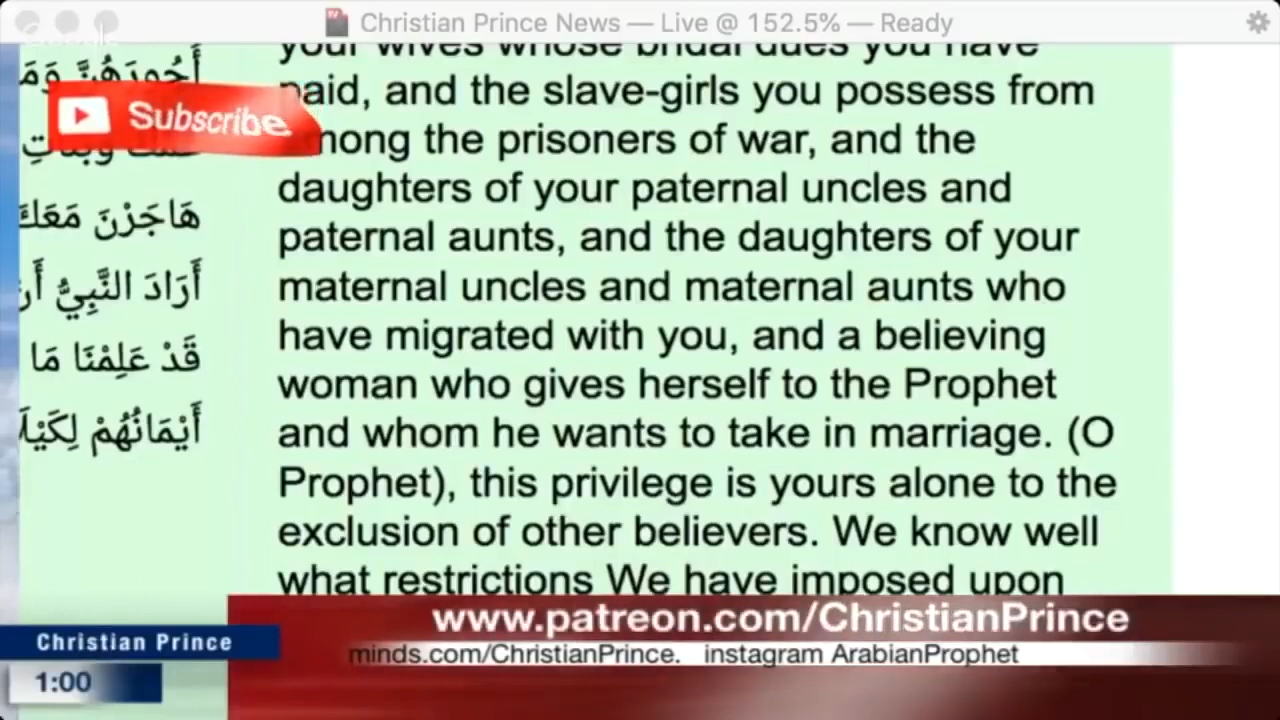 Christian Prince News — Live @ 152.5% — Ready
your wives whose bridal dues you have
paid, and the slave-girls you possess from
among the prisoners of war, and the
daughters of your paternal uncles and
paternal aunts, and the daughters of your
maternal uncles and maternal aunts who
have migrated with you, and a believing
woman who gives herself to the Prophet
and whom he wants to take in marriage. (O
Prophet), this privilege is yours alone to the
exclusion of other believers. We know well
what restrictions We have imposed upon
أُجُورَهُنَّ
وَبَنَاتِ
هَاجَرْنَ مَعَكَ
أَرَادَ النَّبِيُّ
قَدْ عَلِمْنَا مَا
أَيْمَانُهُمْ
Subscribe
www.patreon.com/ChristianPrince
minds.com/ChristianPrince. instagram ArabianProphet
Christian Prince
1:00